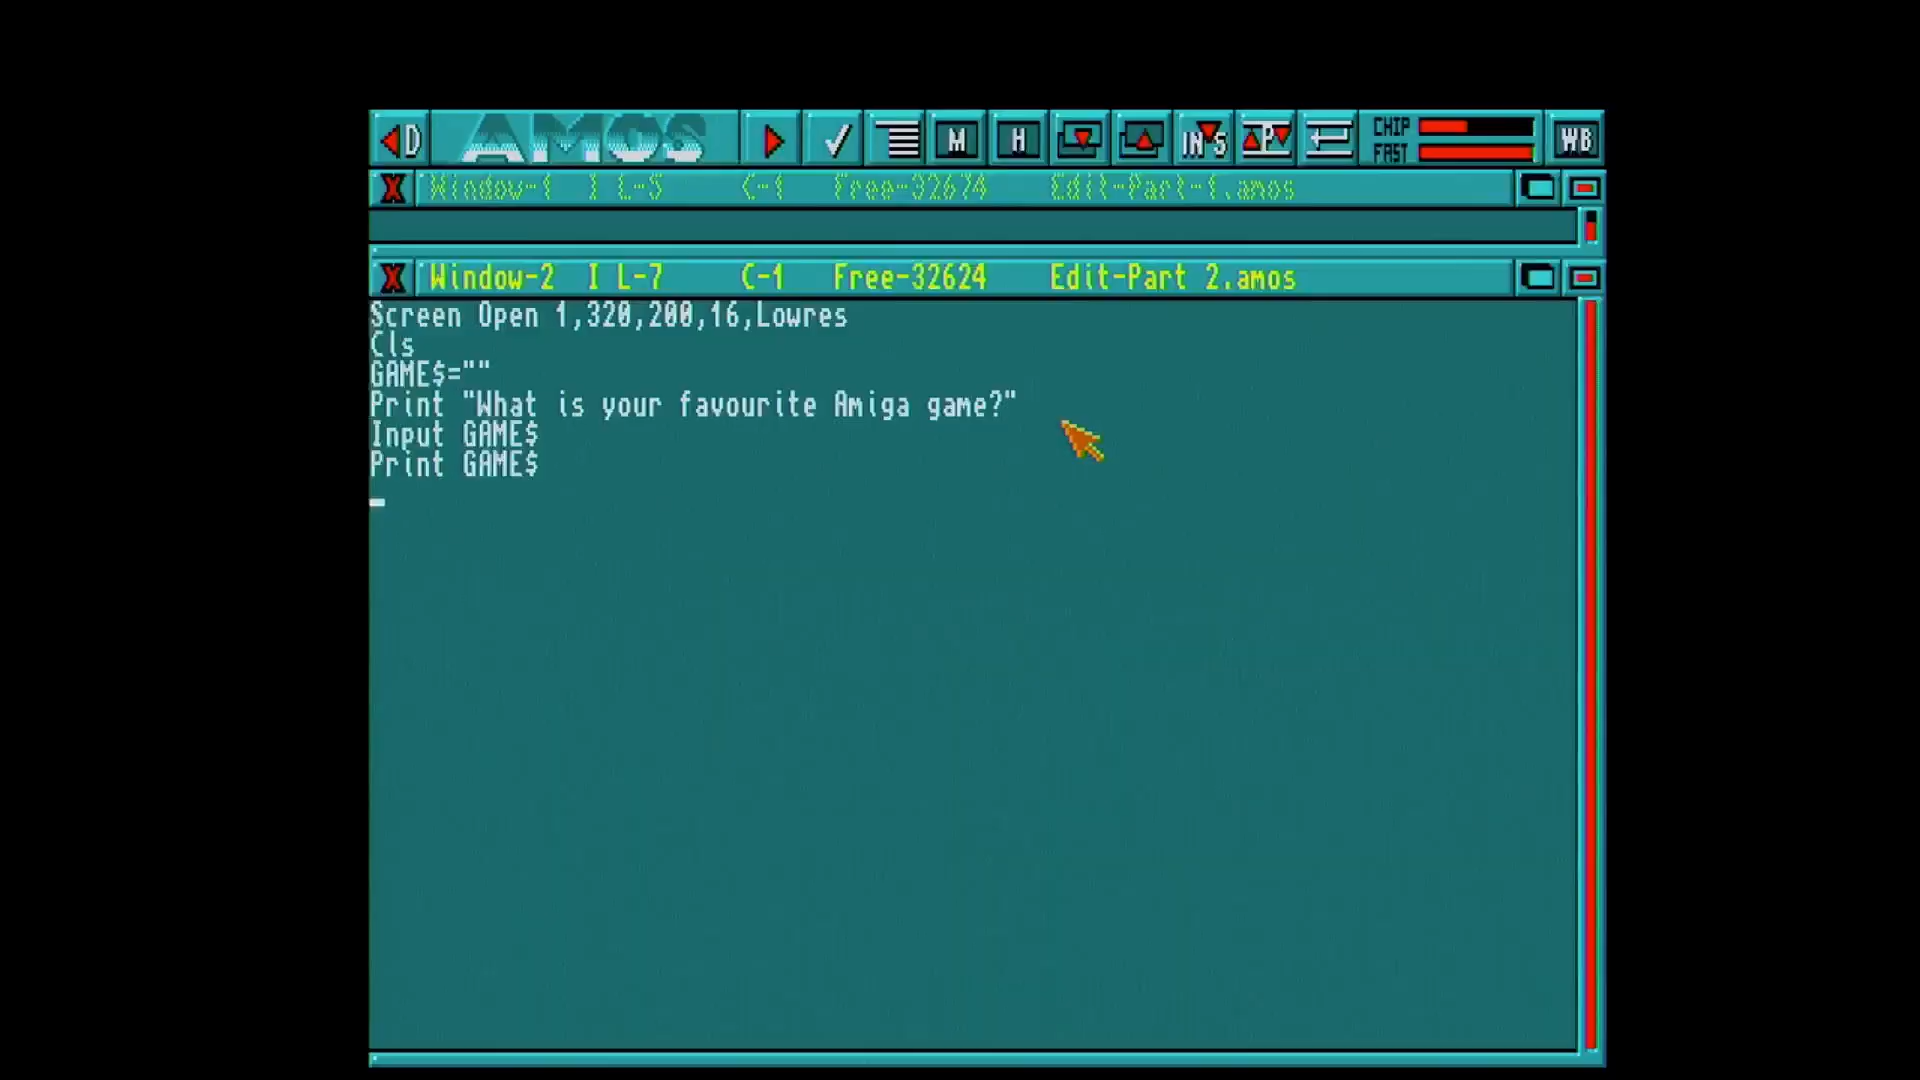 D AMOS M H INS P CHIP FAST WB
X Window-1 I L-5 C-1 Free-32674 Edit-Part-1.amos
X Window-2 I L-7 C-1 Free-32624 Edit-Part 2.amos
Screen Open 1,320,200,16,Lowres
Cls
GAME$=""
Print "What is your favourite Amiga game?"
Input GAME$
Print GAME$